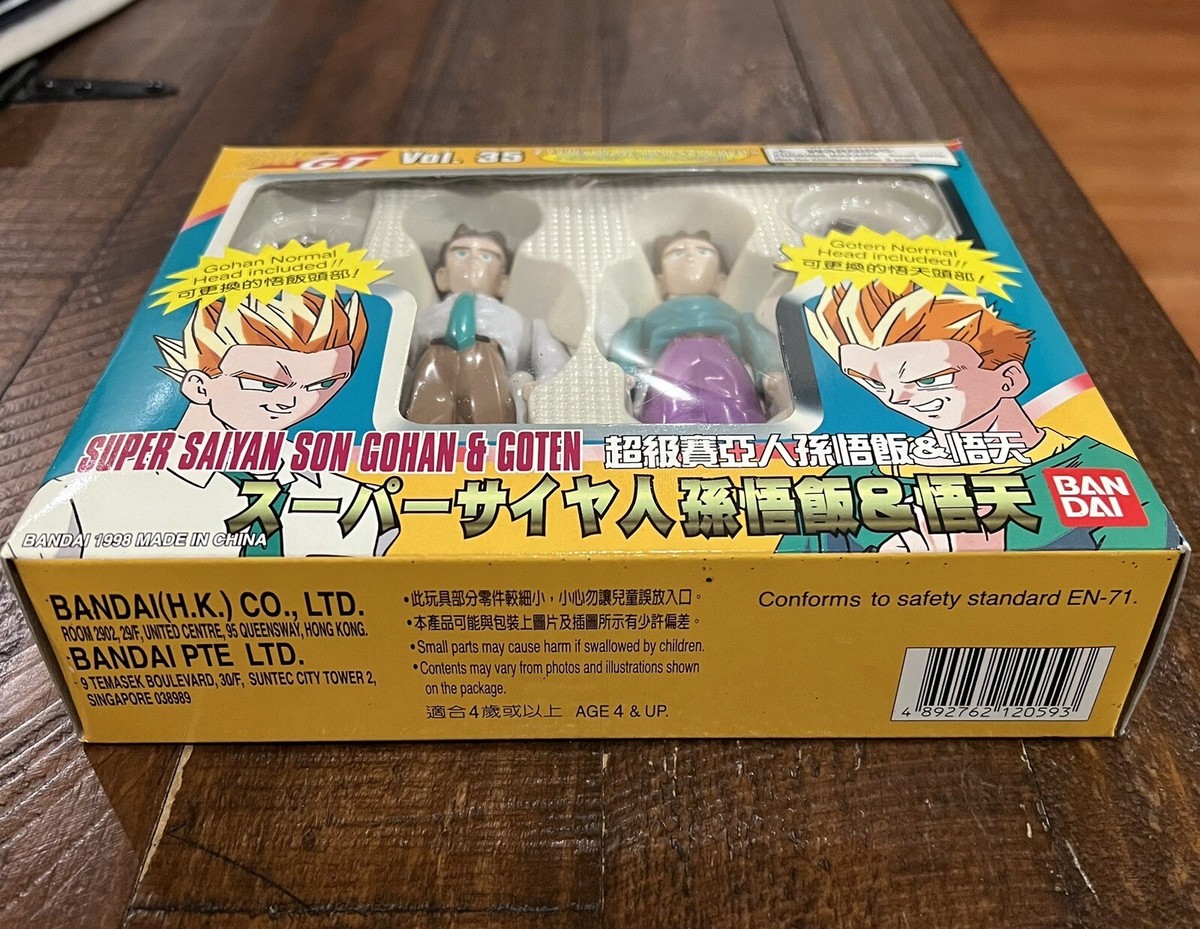 GT Vol. 35
Gohan Normal
Head included!!
可更換的悟飯頭部!
Goten Normal
Head included!!
可更換的悟天頭部!
SUPER SAIYAN SON GOHAN & GOTEN 超級賽亞人孫悟飯&悟天
スーパーサイヤ人孫悟飯&悟天
BAN
DAI
BANDAI 1998 MADE IN CHINA
BANDAI(H.K.) CO., LTD.
ROOM 2902, 29/F, UNITED CENTRE, 95 QUEENSWAY, HONG KONG.
BANDAI PTE LTD.
9 TEMASEK BOULEVARD, 30/F, SUNTEC CITY TOWER 2,
SINGAPORE 038989
•此玩具部分零件較細小，小心勿讓兒童誤放入口。
•本產品可能與包裝上圖片及插圖所示有少許偏差。
•Small parts may cause harm if swallowed by children.
•Contents may vary from photos and illustrations shown
on the package.
適合4歲或以上 AGE 4 & UP.
Conforms to safety standard EN-71.
4 892762 120593